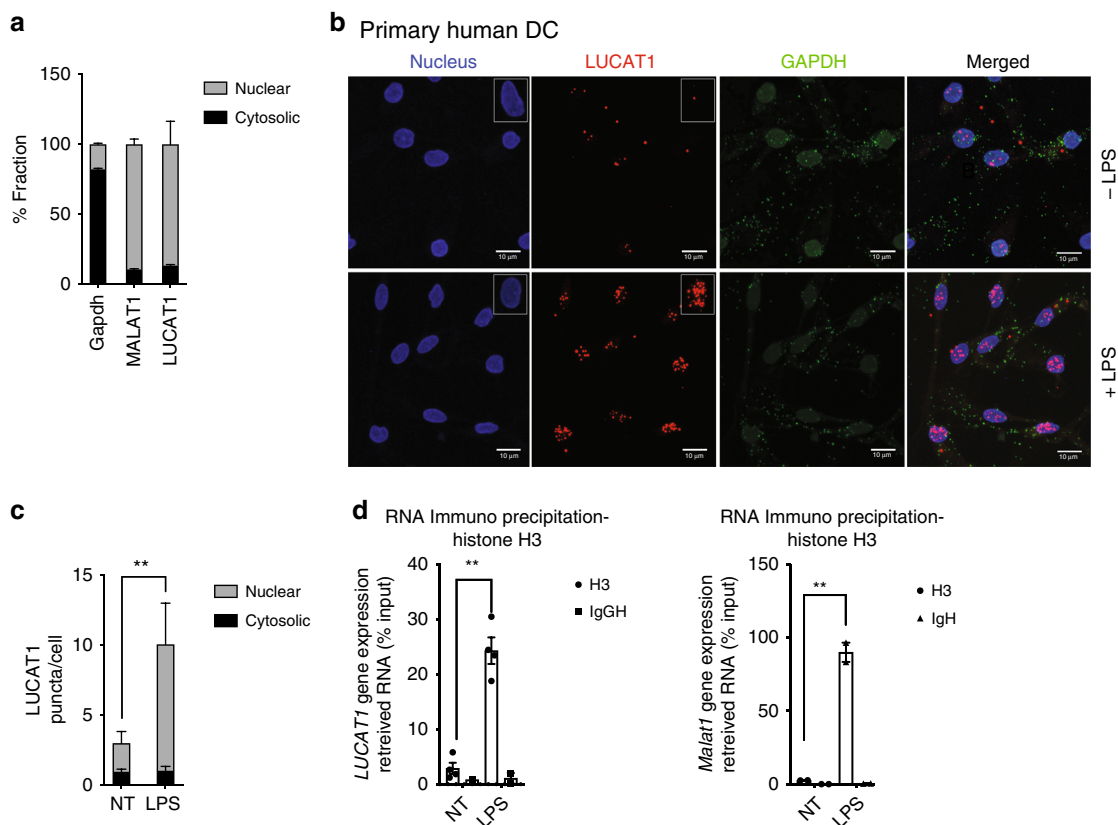 a
150
100
50
0
% Fraction
Nuclear
Cytosolic
Gapdh
MALAT1
LUCAT1
b
Primary human DC
Nucleus
LUCAT1
GAPDH
Merged
10 µm
10 µm
10 µm
B
10 µm
– LPS
10 µm
10 µm
10 µm
10 µm
+ LPS
c
**
15
10
5
0
LUCAT1
puncta/cell
Nuclear
Cytosolic
NT
LPS
d
RNA Immuno precipitation-
histone H3
**
40
30
20
10
0
LUCAT1 gene expression
retreived RNA (% input)
H3
IgGH
NT
LPS
RNA Immuno precipitation-
histone H3
**
150
100
50
0
Malat1 gene expression
retreived RNA (% input)
H3
IgH
NT
LPS